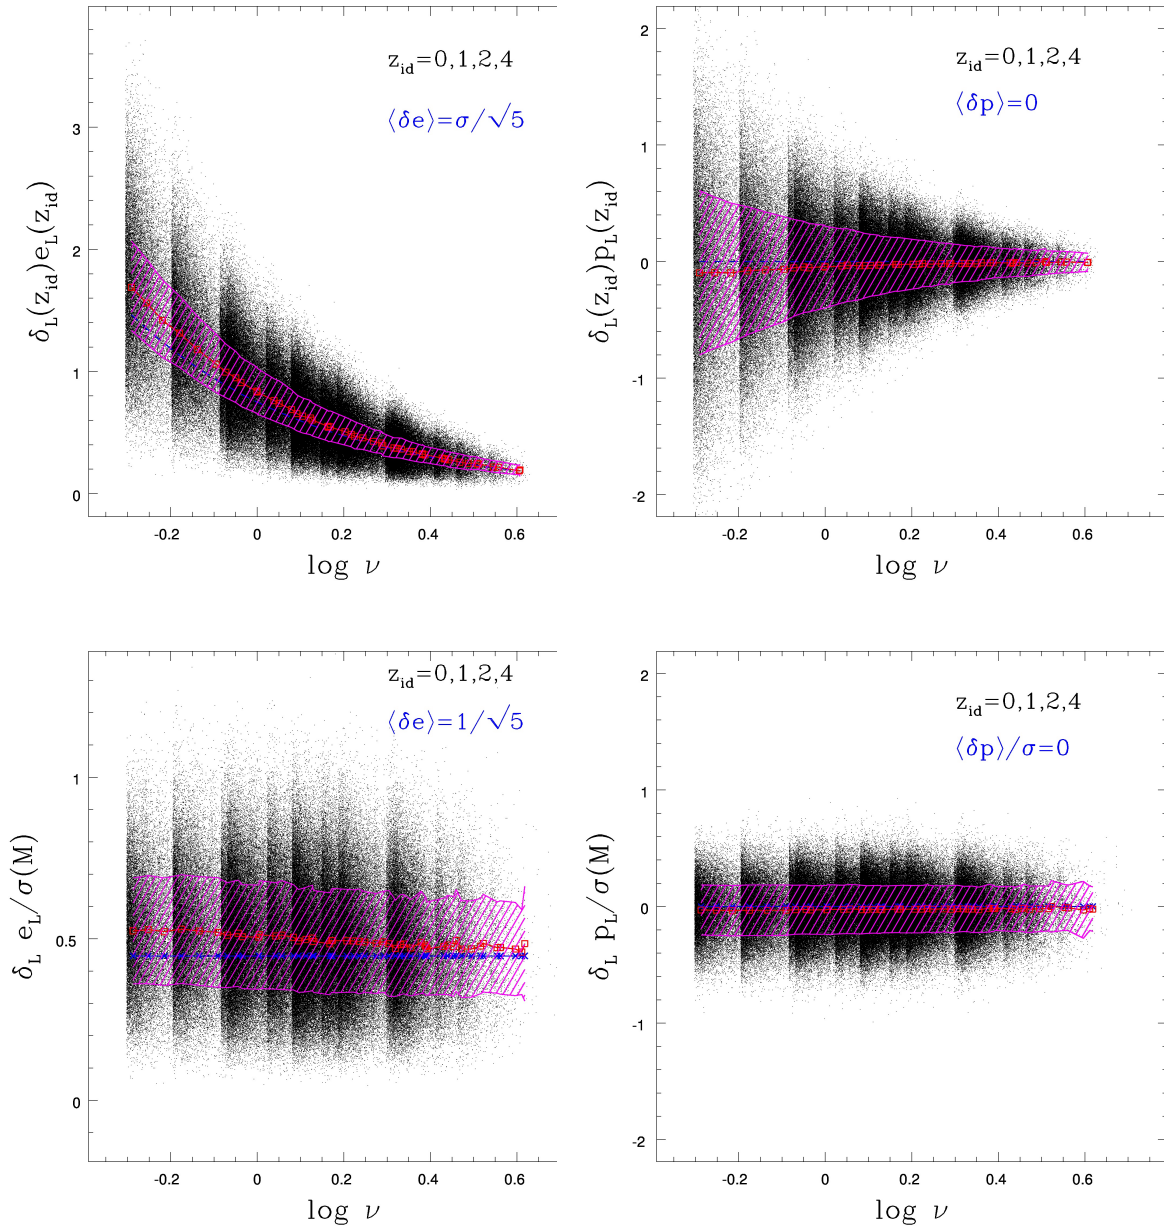 z_id=0,1,2,4
⟨δe⟩=σ/√5
3
2
1
0
-0.2
0
0.2
0.4
0.6
δ_L(z_id)e_L(z_id)
log ν
z_id=0,1,2,4
⟨δp⟩=0
2
1
0
-1
-2
-0.2
0
0.2
0.4
0.6
δ_L(z_id)p_L(z_id)
log ν
z_id=0,1,2,4
⟨δe⟩=1/√5
1
0.5
0
-0.2
0
0.2
0.4
0.6
δ_L e_L/σ(M)
log ν
z_id=0,1,2,4
⟨δp⟩/σ=0
2
1
0
-1
-2
-0.2
0
0.2
0.4
0.6
δ_L p_L/σ(M)
log ν